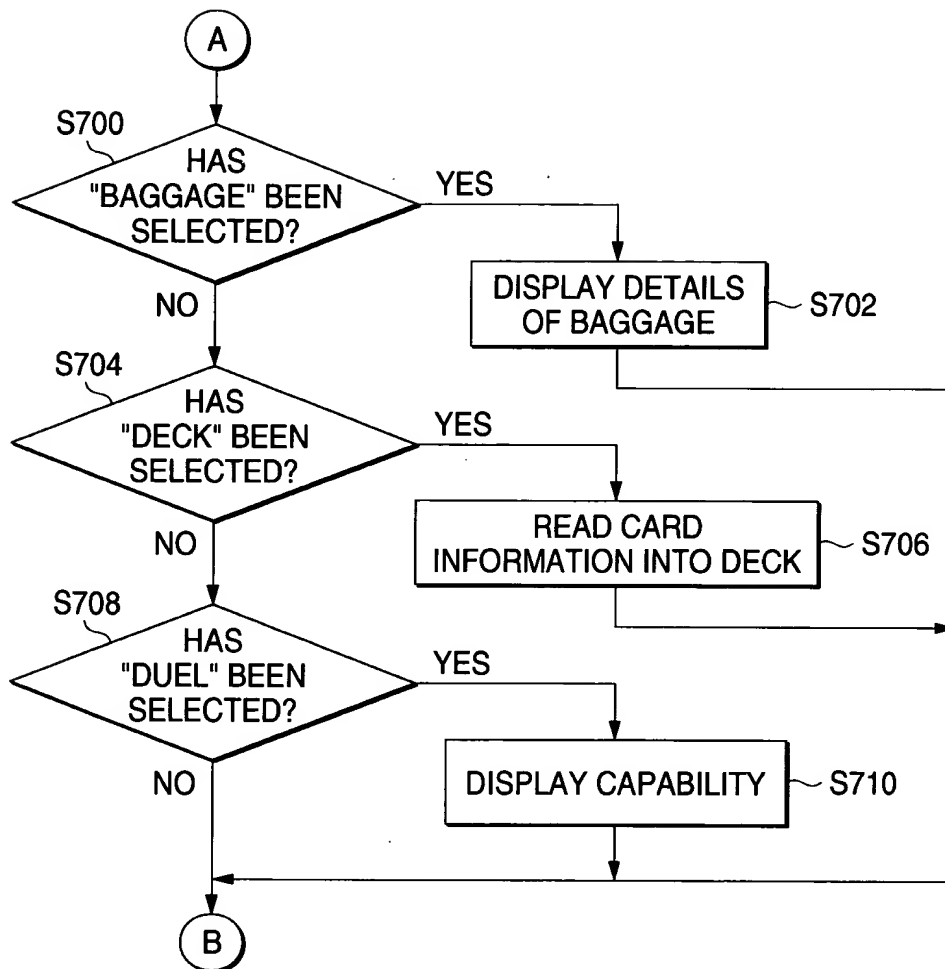 A
S700
HAS
"BAGGAGE" BEEN
SELECTED?
YES
NO
DISPLAY DETAILS
OF BAGGAGE
S702
S704
HAS
"DECK" BEEN
SELECTED?
YES
NO
READ CARD
INFORMATION INTO DECK
S706
S708
HAS
"DUEL" BEEN
SELECTED?
YES
NO
DISPLAY CAPABILITY
S710
B